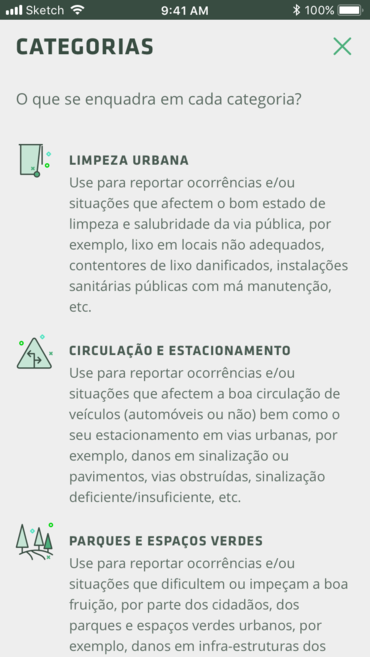 Sketch 9:41 AM 100%
CATEGORIAS
O que se enquadra em cada categoria?
LIMPEZA URBANA
Use para reportar ocorrências e/ou
situações que afectem o bom estado de
limpeza e salubridade da via pública, por
exemplo, lixo em locais não adequados,
contentores de lixo danificados, instalações
sanitárias públicas com má manutenção,
etc.
CIRCULAÇÃO E ESTACIONAMENTO
Use para reportar ocorrências e/ou
situações que afectem a boa circulação de
veículos (automóveis ou não) bem como o
seu estacionamento em vias urbanas, por
exemplo, danos em sinalização ou
pavimentos, vias obstruídas, sinalização
deficiente/insuficiente, etc.
PARQUES E ESPAÇOS VERDES
Use para reportar ocorrências e/ou
situações que dificultem ou impeçam a boa
fruição, por parte dos cidadãos, dos
parques e espaços verdes urbanos, por
exemplo, danos em infra-estruturas dos